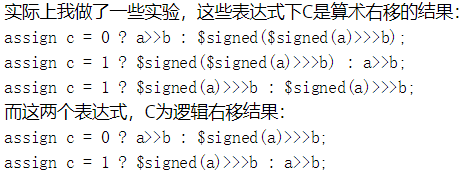 实际上我做了一些实验，这些表达式下C是算术右移的结果：
assign c = 0 ? a>>b : $signed($signed(a)>>>b);
assign c = 1 ? $signed($signed(a)>>>b) : a>>b;
assign c = 1 ? $signed(a)>>>b : $signed(a)>>>b;
而这两个表达式，C为逻辑右移结果：
assign c = 0 ? a>>b : $signed(a)>>>b;
assign c = 1 ? $signed(a)>>>b : a>>b;